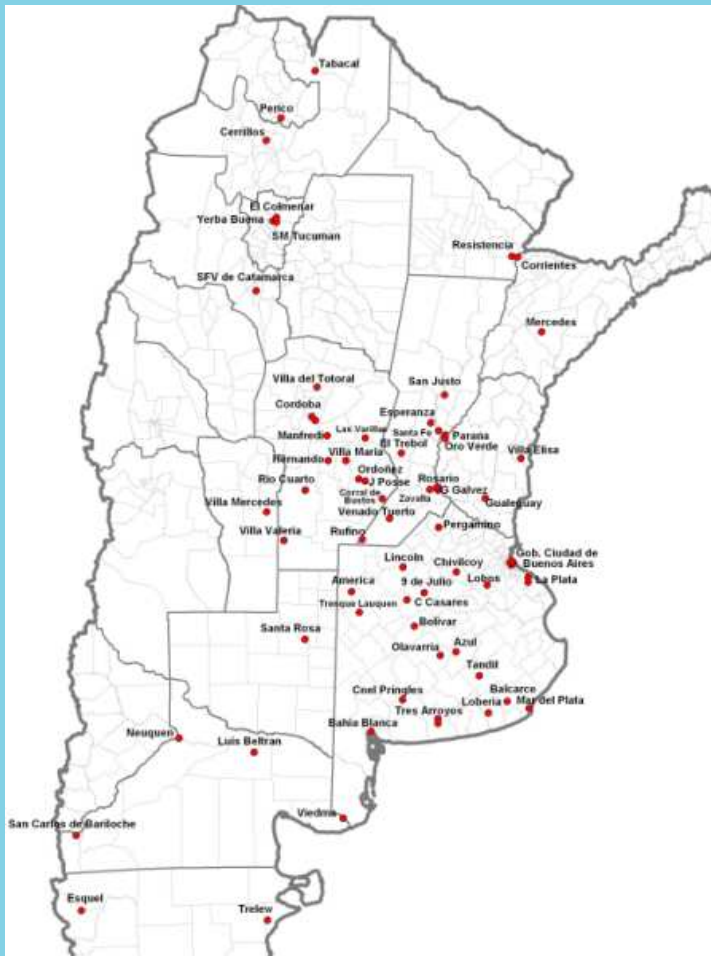 Tabacal
Perico
Cerrillos
El Colmenar
Yerba Buena
SM Tucuman
Resistencia
Corrientes
SFV de Catamarca
Mercedes
Villa del Totoral
San Justo
Cordoba
Esperanza
Las Varillas
Santa Fe
Parana
Manfredi
El Trebol
Oro Verde
Hernando
Villa Maria
Villa Elisa
Ordoñez
Rio Cuarto
J Posse
Rosario
G Galvez
Corral de
Bustos
Zavalla
Villa Mercedes
Gualeguay
Venado Tuerto
Pergamino
Villa Valeria
Rufino
Gob. Ciudad de
Buenos Aires
Lincoln
Chivilcoy
America
9 de Julio
Lobos
La Plata
Trenque Lauquen
C Casares
Santa Rosa
Bolivar
Olavarria
Azul
Tandil
Cnel Pringles
Balcarce
Loberia
Mar del Plata
Tres Arroyos
Bahia Blanca
Neuquen
Luis Beltran
Viedma
San Carlos de Bariloche
Esquel
Trelew